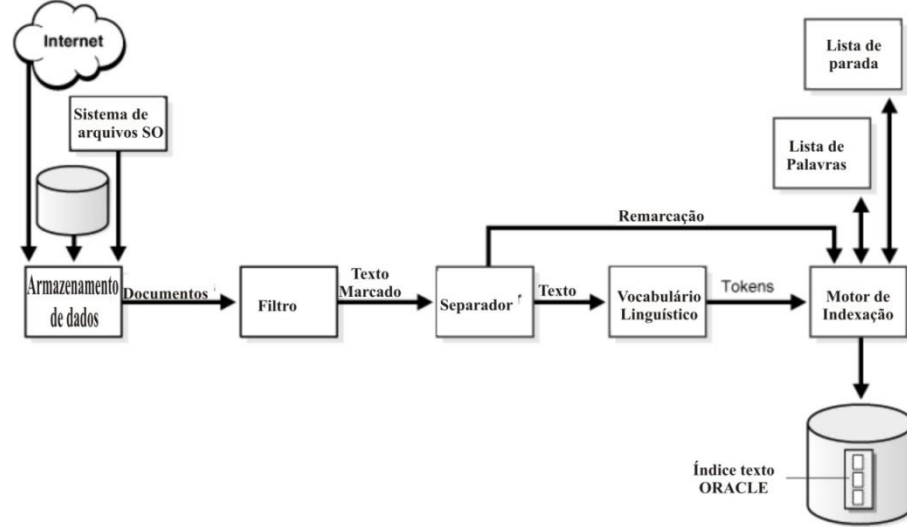 Internet
Lista de
parada
Sistema de
arquivos SO
Lista de
Palavras
Remarcação
Armazenamento
de dados
Documentos
Filtro
Texto
Marcado
Separador
Texto
Vocabulário
Linguístico
Tokens
Motor de
Indexação
Índice texto
ORACLE